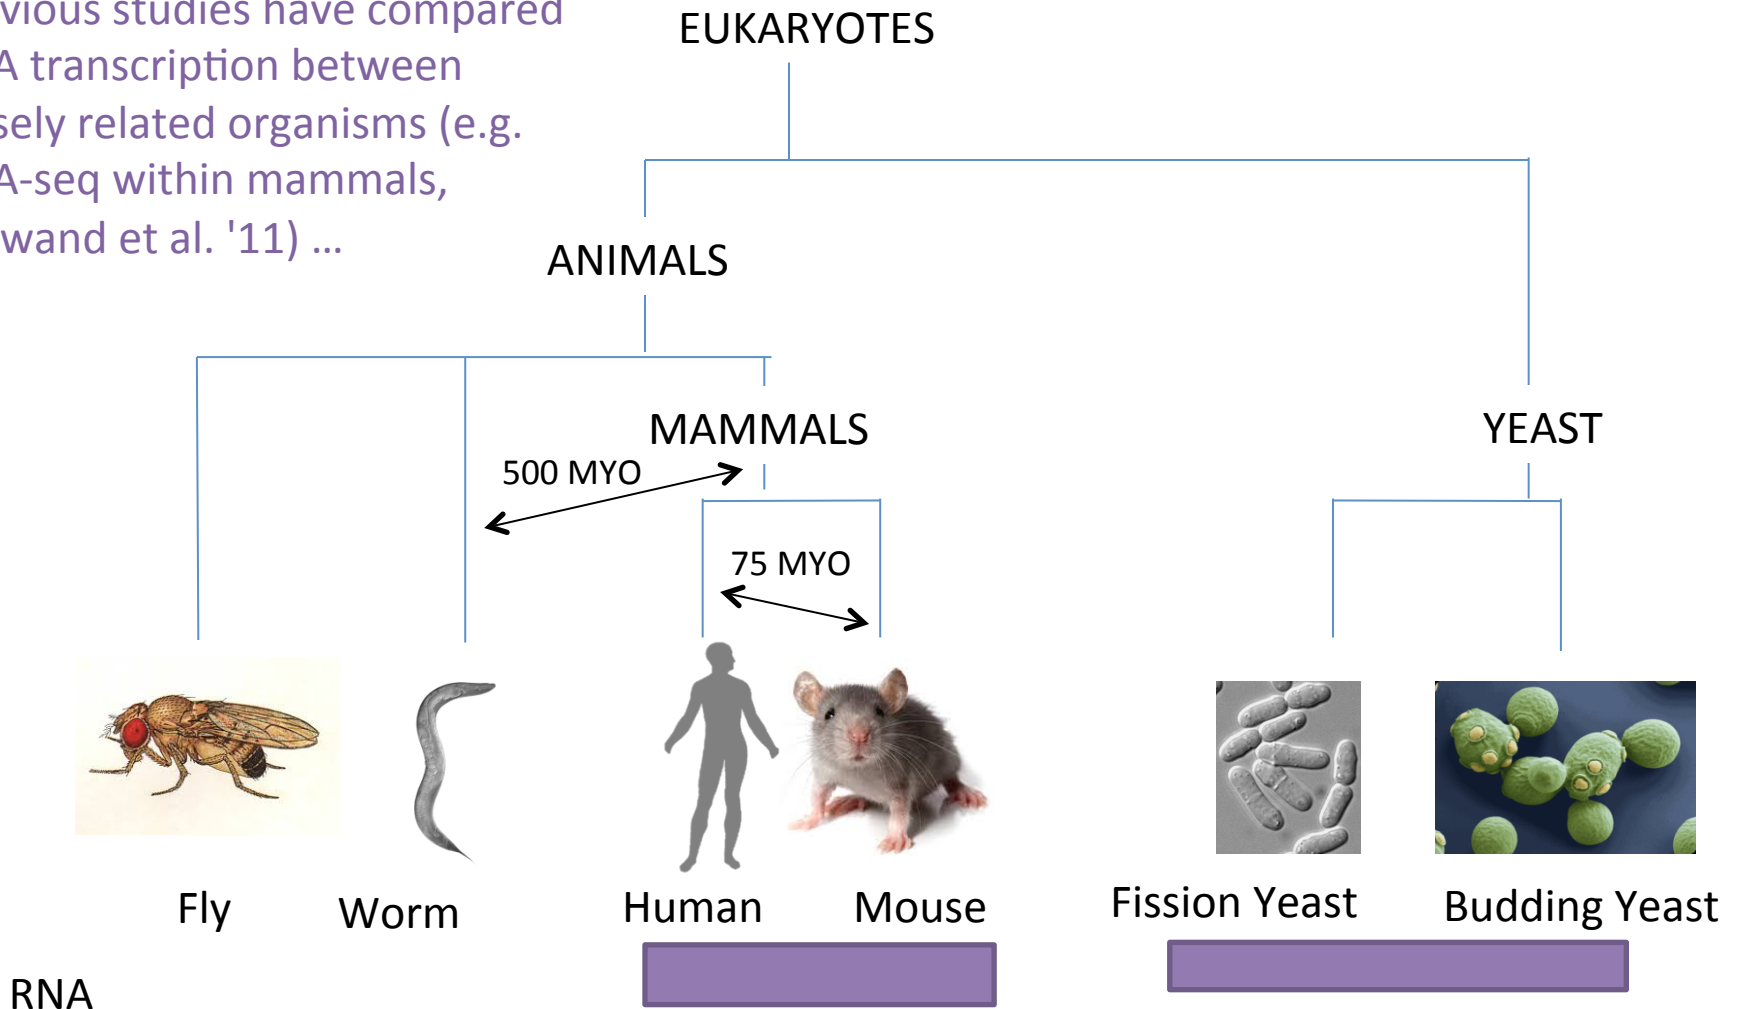 vious studies have compared
A transcription between
sely related organisms (e.g.
A-seq within mammals,
wand et al. '11) ...
EUKARYOTES
ANIMALS
MAMMALS
YEAST
500 MYO
75 MYO
Fly
Worm
Human
Mouse
Fission Yeast
Budding Yeast
RNA